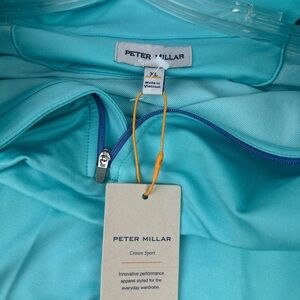 PETER MILLAR
XL
Made in
Vietnam
PETER MILLAR
Crown Sport
Innovative performance
apparel styled for the
everyday wardrobe.